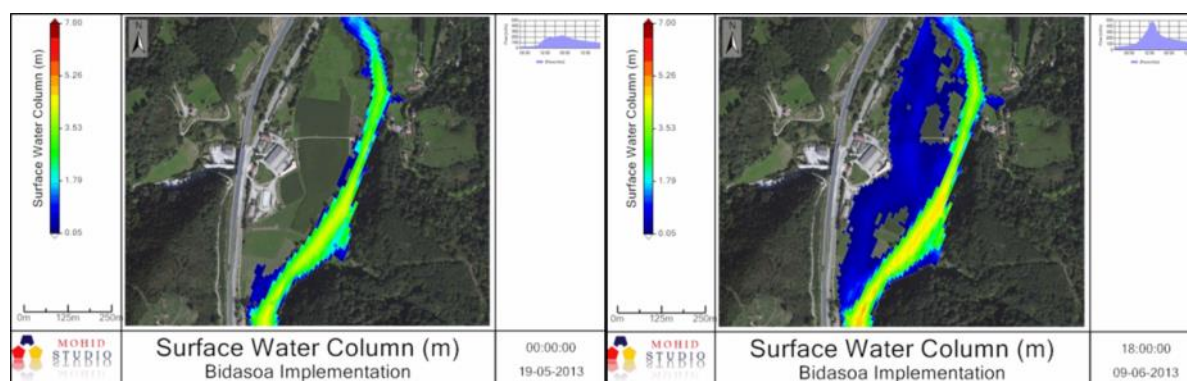 Surface Water Column (m)
7.00
5.26
3.53
1.79
0.05
0m 125m 250m
N
MOHID
STUDIO
Surface Water Column (m)
Bidasoa Implementation
00:00:00
19-05-2013
Surface Water Column (m)
7.00
5.26
3.53
1.79
0.05
0m 125m 250m
N
MOHID
STUDIO
Surface Water Column (m)
Bidasoa Implementation
18:00:00
09-06-2013